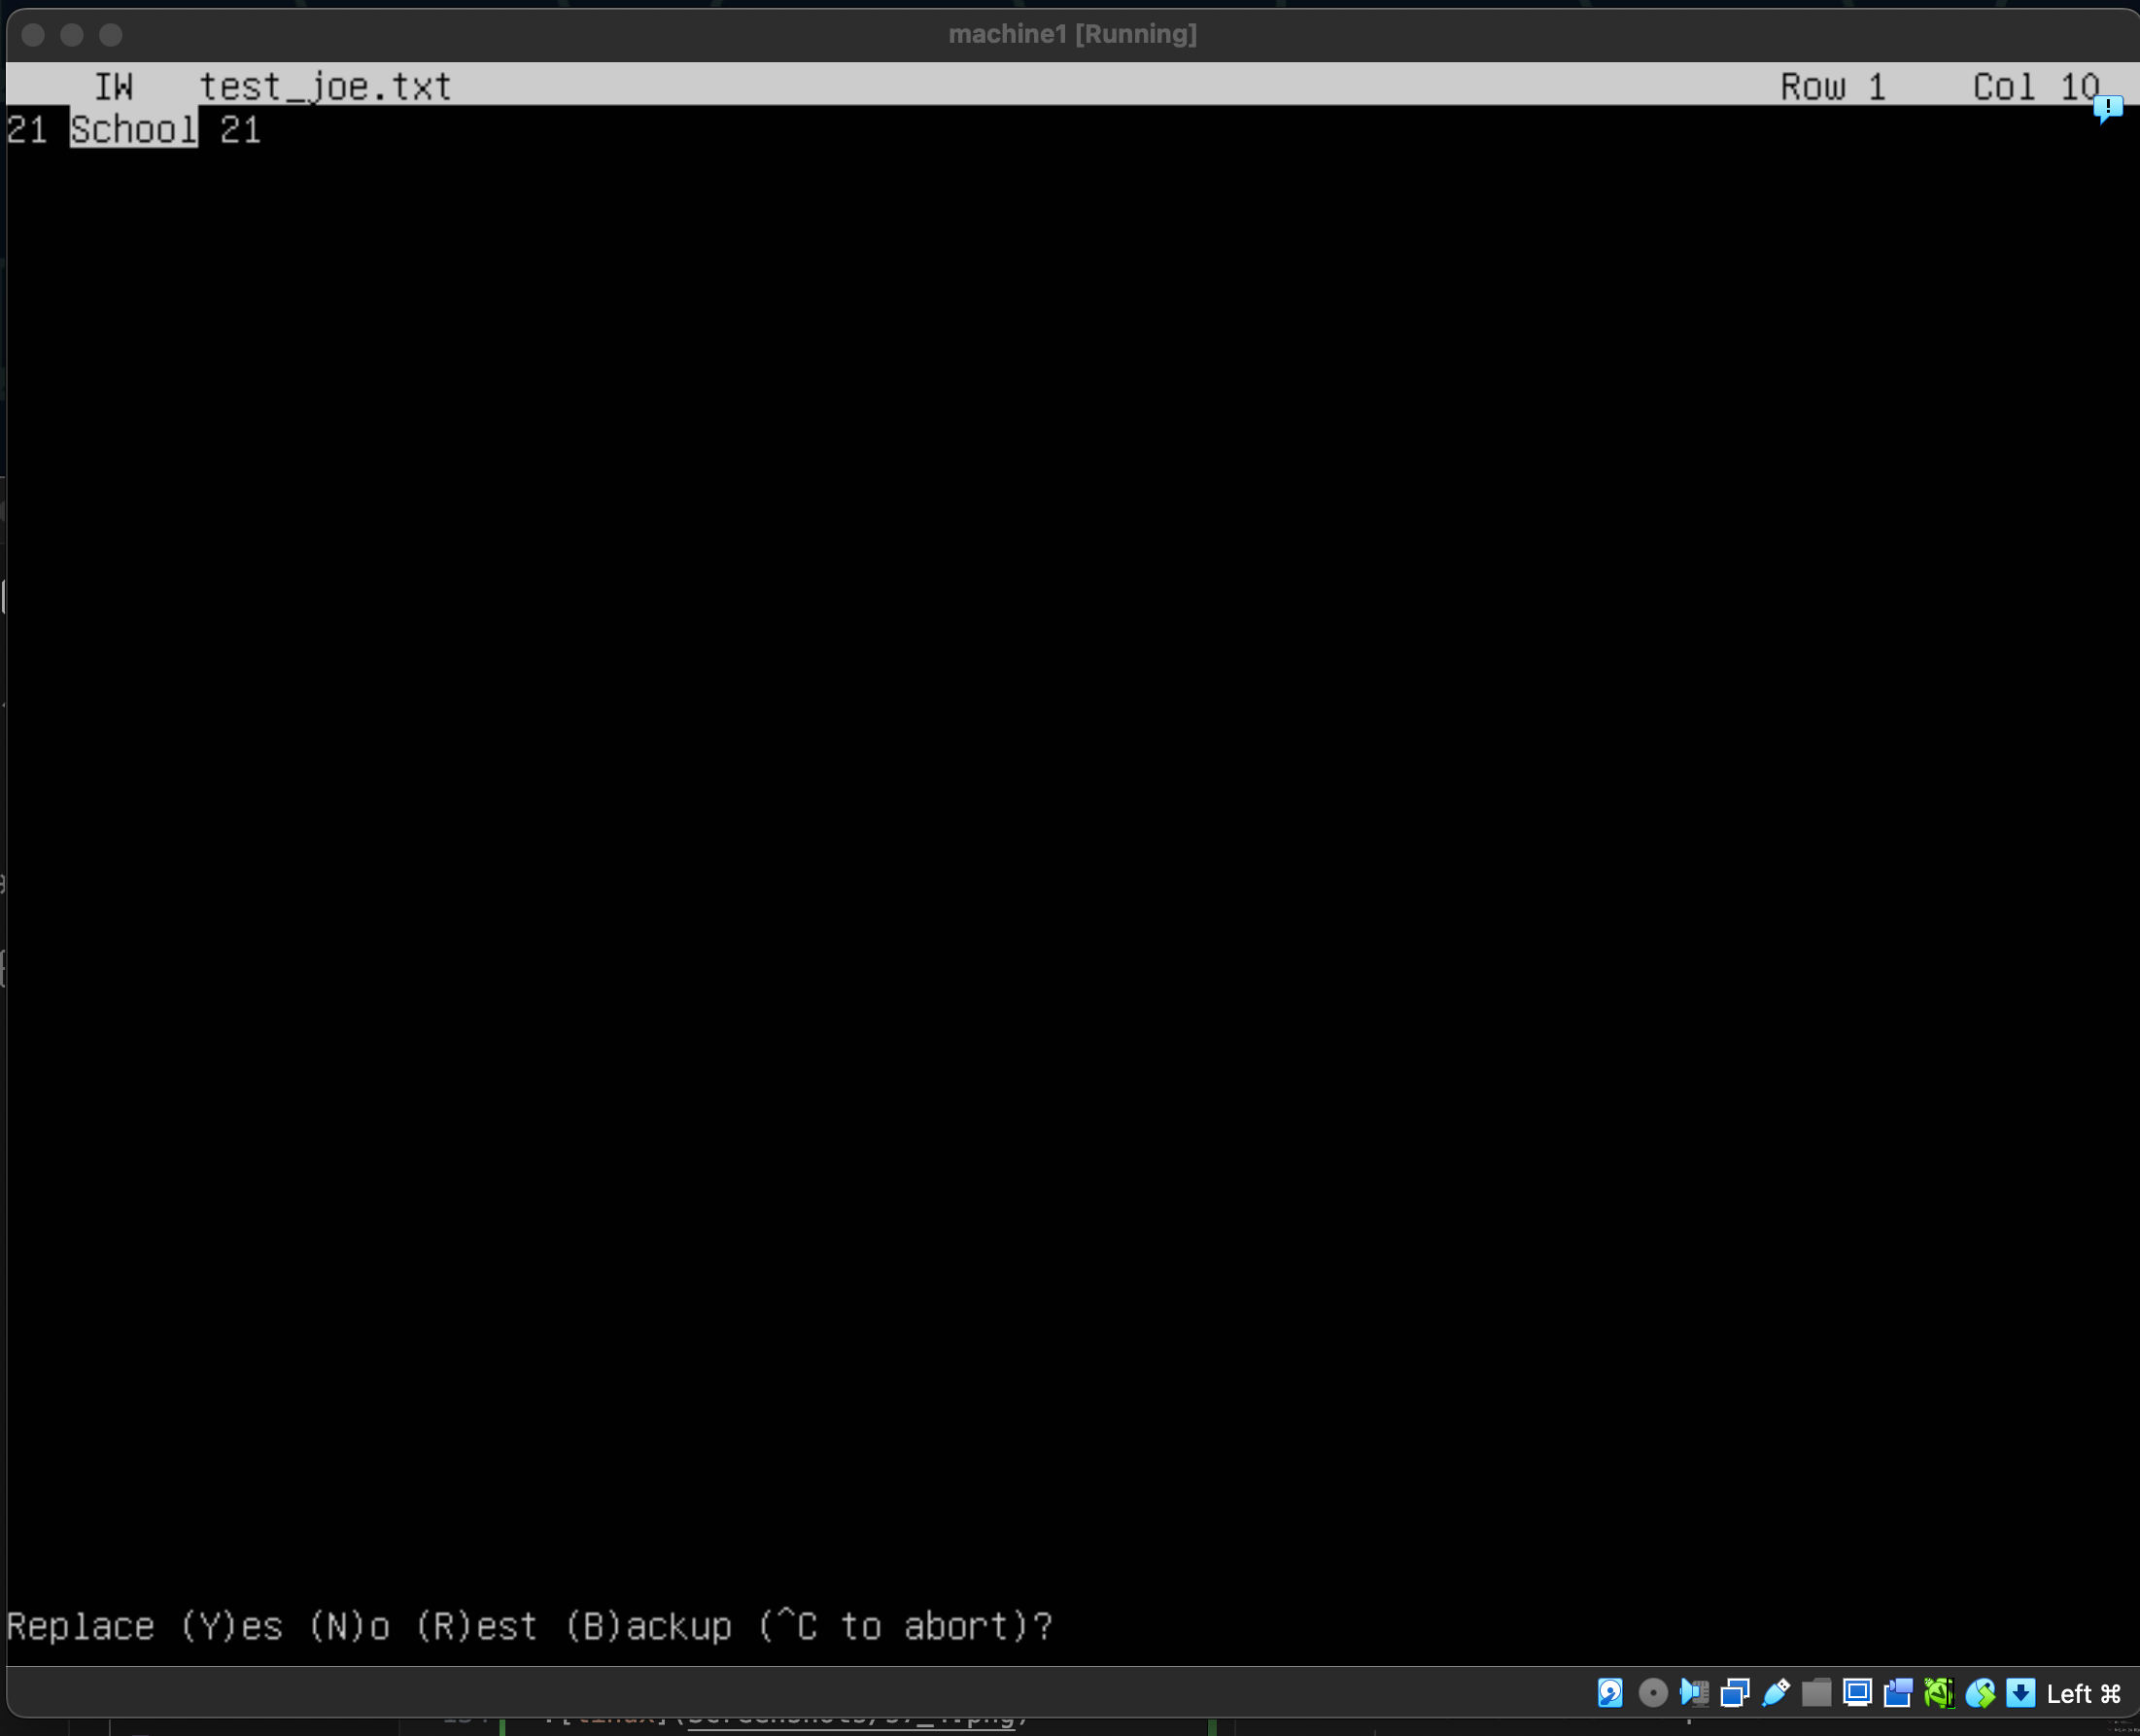 machine1 [Running]
IW test_joe.txt Row 1 Col 10
21 School 21
Replace (Y)es (N)o (R)est (B)ackup (^C to abort)?
Left ⌘